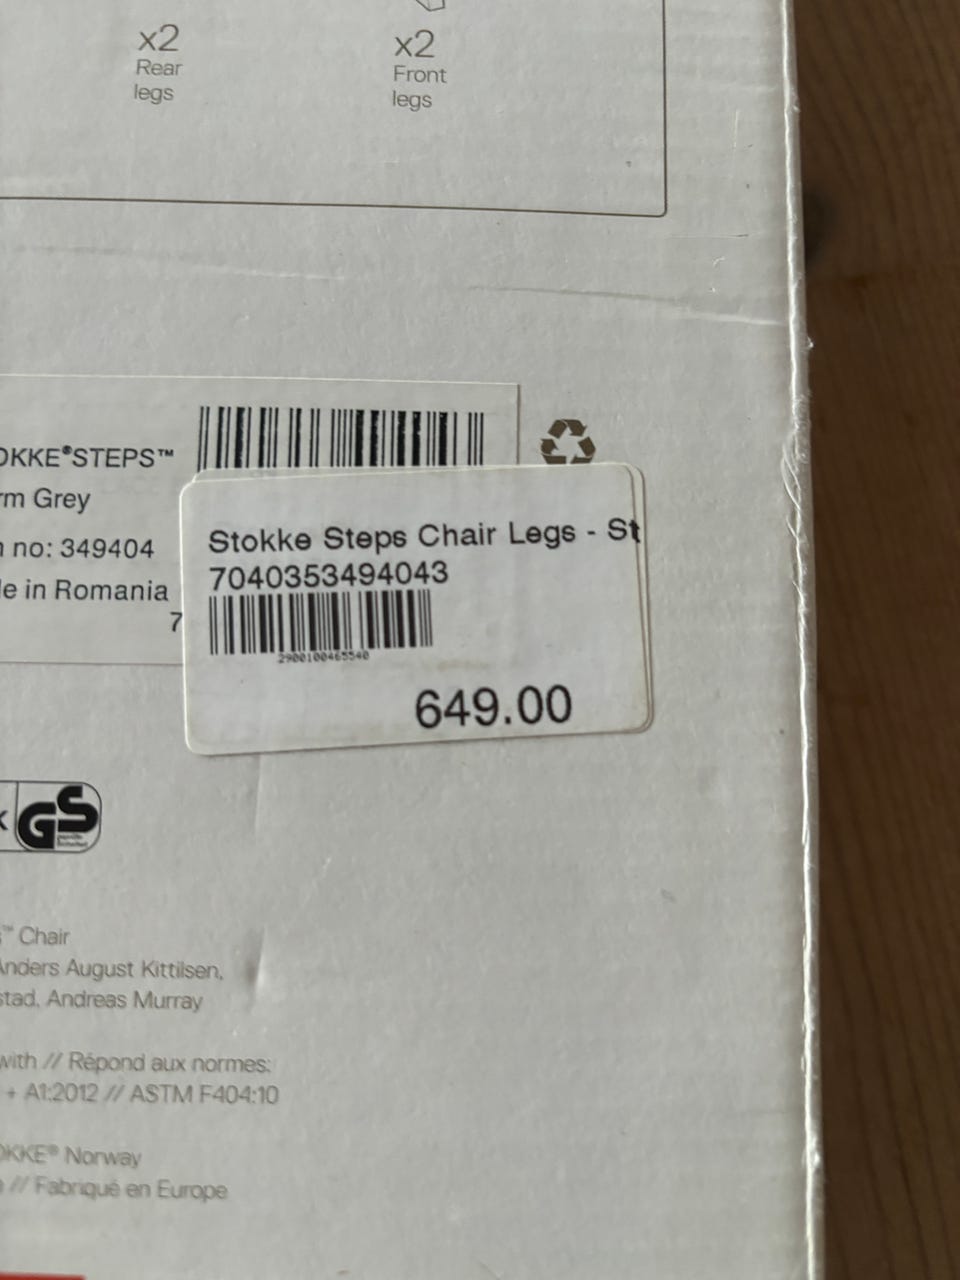 x2
Rear
legs
x2
Front
legs
OKKE®STEPS™
rm Grey
no: 349404
e in Romania
7
Stokke Steps Chair Legs - St
7040353494043
2900100465540
649.00
GS
™ Chair
Anders August Kittilsen,
stad, Andreas Murray
with // Répond aux normes:
+ A1:2012 // ASTM F404:10
OKKE® Norway
// Fabriqué en Europe